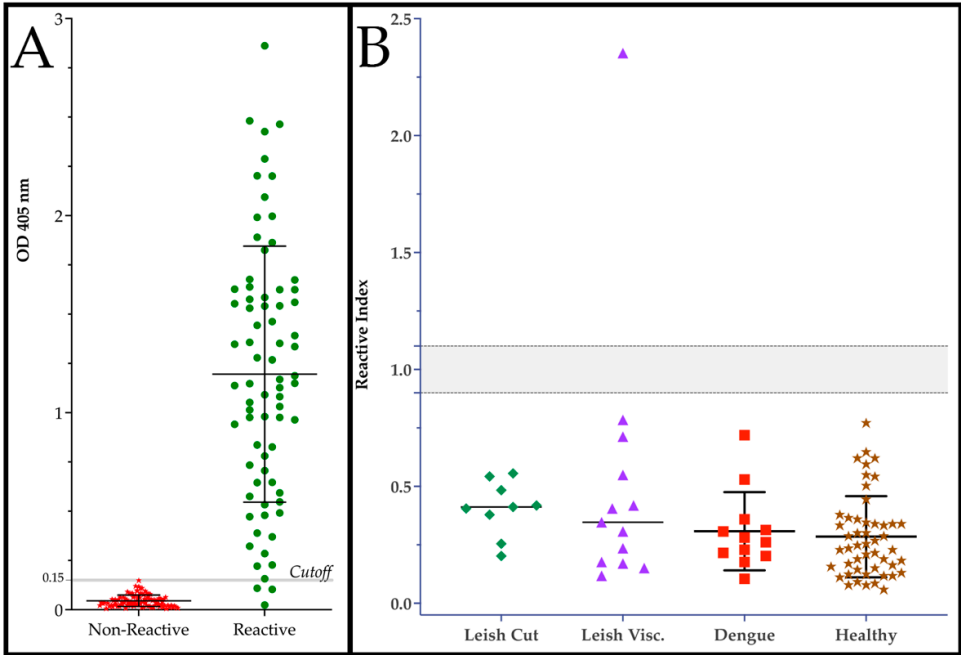 A
OD 405 nm
3
2
1
0.15
0
Cutoff
Non-Reactive
Reactive
B
Reactive Index
2.5
2.0
1.5
1.0
0.5
0.0
Leish Cut
Leish Visc.
Dengue
Healthy